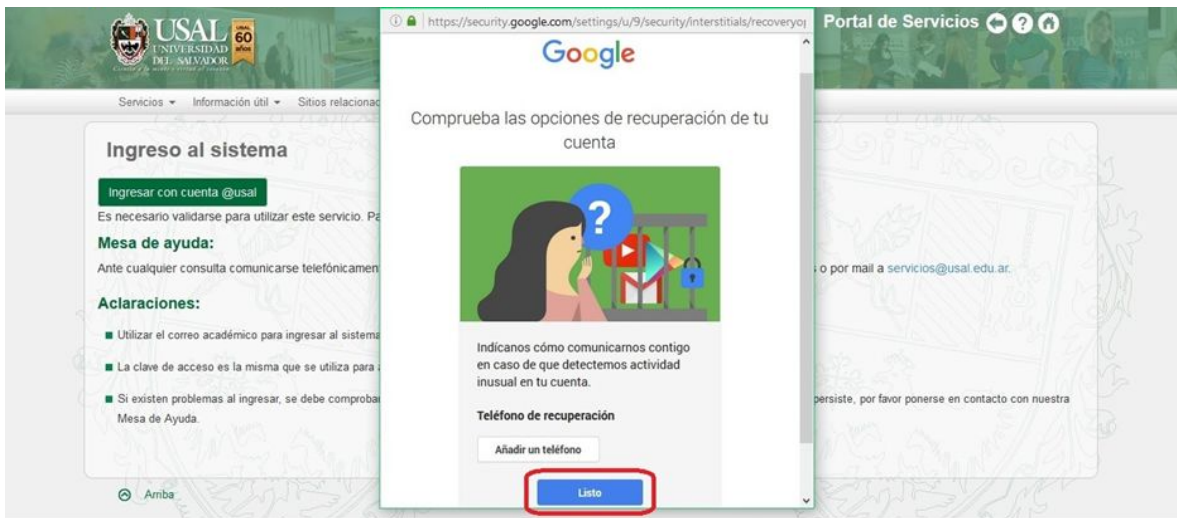 USAL
UNIVERSIDAD
DEL SALVADOR
USAL
60
años
https://security.google.com/settings/u/9/security/interstitials/recoveryo
Portal de Servicios
Servicios
Información útil
Sitios relacionac
Google
Comprueba las opciones de recuperación de tu
cuenta
?
Ingreso al sistema
Ingresar con cuenta @usal
Es necesario validarse para utilizar este servicio. Pa
Mesa de ayuda:
Ante cualquier consulta comunicarse telefónicamen
s o por mail a servicios@usal.edu.ar.
Aclaraciones:
Utilizar el correo académico para ingresar al sistema
La clave de acceso es la misma que se utiliza para
Si existen problemas al ingresar, se debe comprobar
persiste, por favor ponerse en contacto con nuestra
Mesa de Ayuda.
Indícanos cómo comunicarnos contigo
en caso de que detectemos actividad
inusual en tu cuenta.
Teléfono de recuperación
Añadir un teléfono
Listo
Arriba